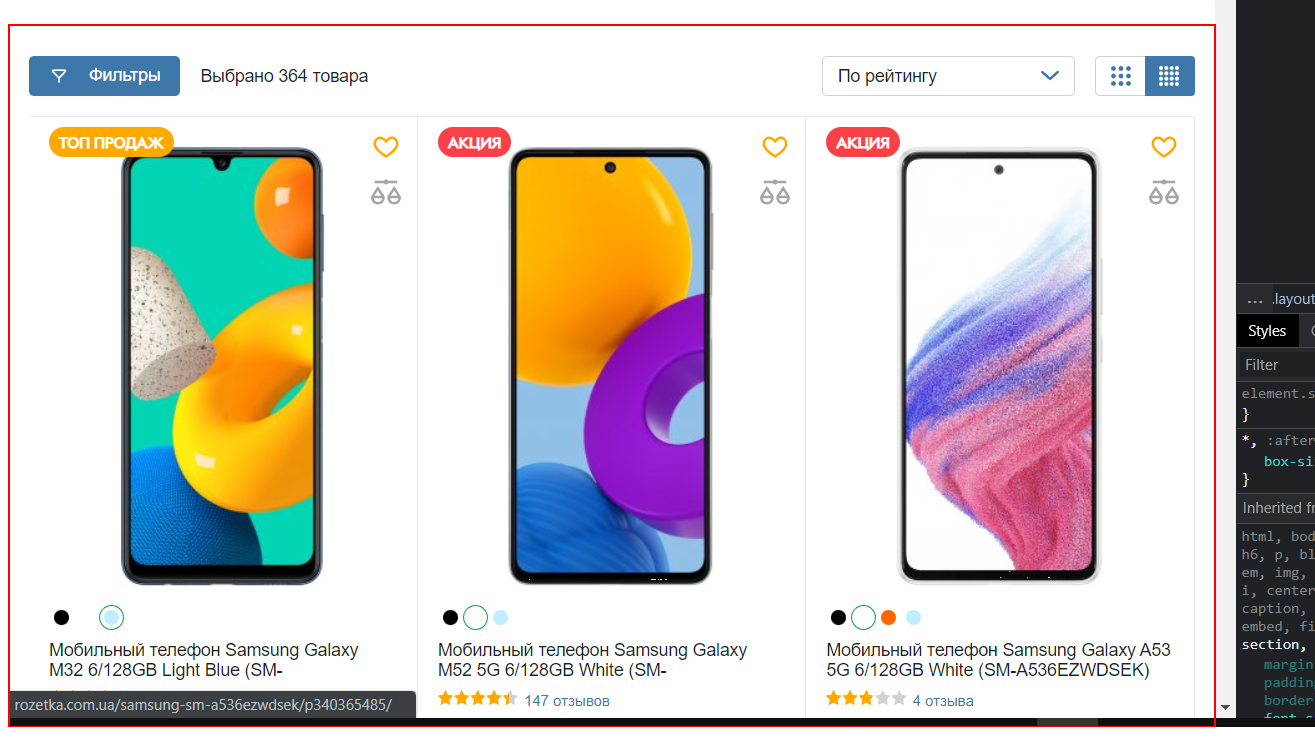 Фильтры
Выбрано 364 товара
По рейтингу
ТОП ПРОДАЖ
АКЦИЯ
АКЦИЯ
Мобильный телефон Samsung Galaxy
M32 6/128GB Light Blue (SM-
Мобильный телефон Samsung Galaxy
M52 5G 6/128GB White (SM-
147 отзывов
Мобильный телефон Samsung Galaxy A53
5G 6/128GB White (SM-A536EZWDSEK)
4 отзыва
rozetka.com.ua/samsung-sm-a536ezwdsek/p340365485/
... .layout
Styles
Filter
element.s
}
*, :after
box-si
}
Inherited fr
html, bod
h6, p, bl
em, img,
i, center
caption,
embed, fi
section,
margin
padding
border